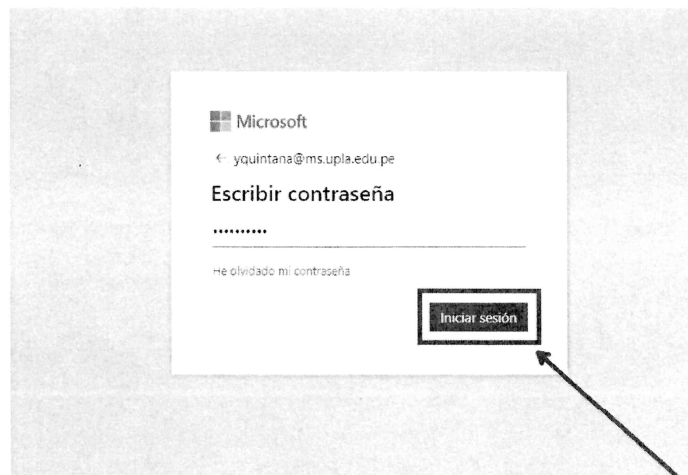 Microsoft
← yquintana@ms.upla.edu.pe
Escribir contraseña
••••••••••
He olvidado mi contraseña
Iniciar sesión